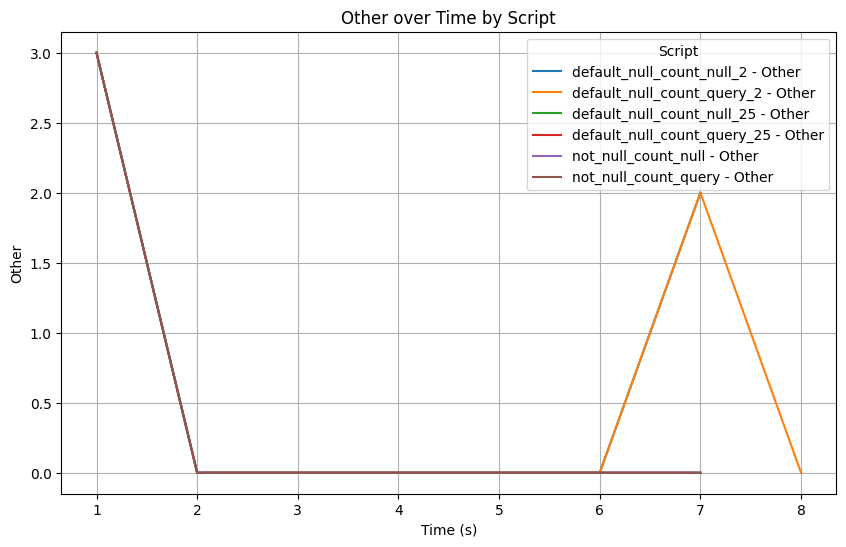 Other over Time by Script
Other
3.0
2.5
2.0
1.5
1.0
0.5
0.0
Script
default_null_count_null_2 - Other
default_null_count_query_2 - Other
default_null_count_null_25 - Other
default_null_count_query_25 - Other
not_null_count_null - Other
not_null_count_query - Other
1 2 3 4 5 6 7 8
Time (s)